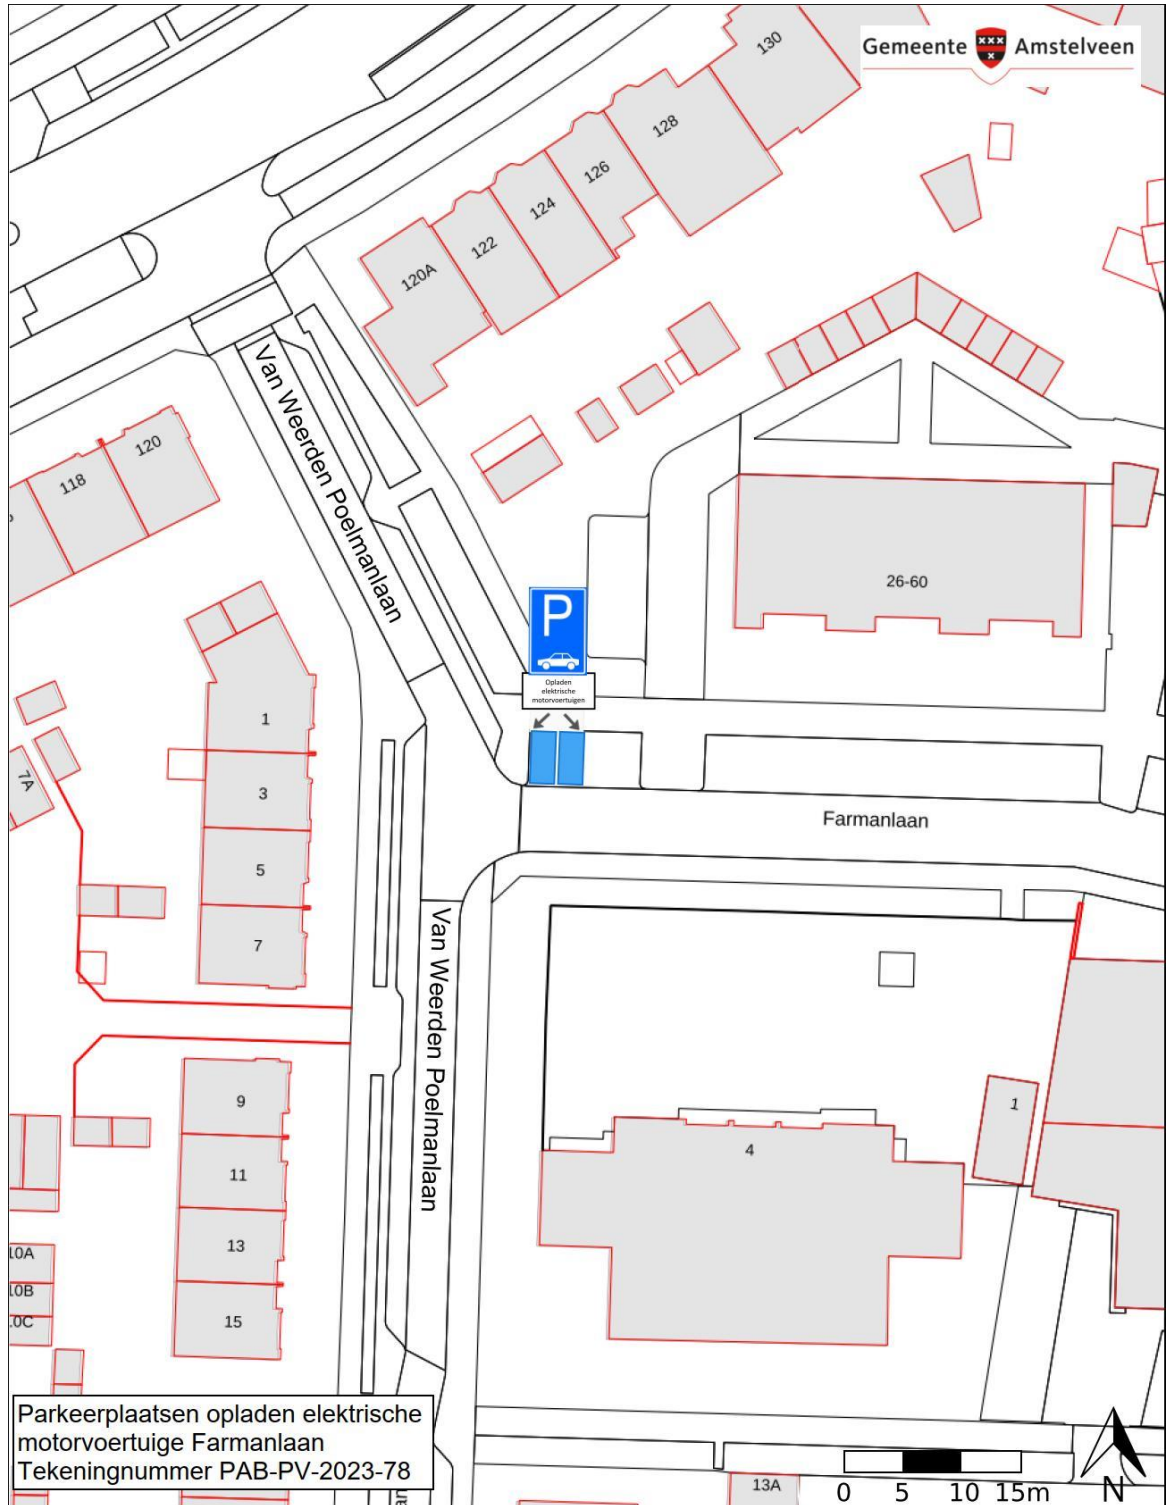 Gemeente Amstelveen
130
128
126
124
122
120A
120
118
Van Weerden Poelmanlaan
26-60
P
Opladen
elektrische
motorvoertuigen
1
3
5
7
7A
Farmanlaan
Van Weerden Poelmanlaan
9
11
13
15
4
1
10A
10B
13A
Parkeerplaatsen opladen elektrische
motorvoertuige Farmanlaan
Tekeningnummer PAB-PV-2023-78
0 5 10 15m
N